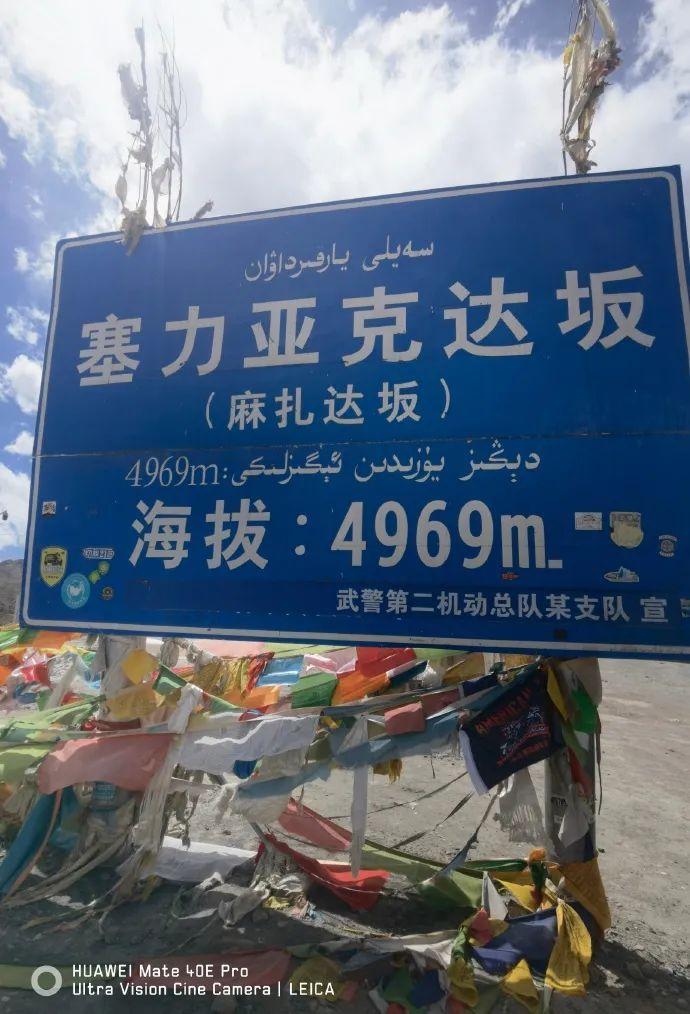 سەيلى يارقىرداۋان
塞力亚克达坂
（麻扎达坂）
دېڭىز يۈزىدىن ئېگىزلىكى:4969m
海拔：4969m
武警第二机动总队某支队 宣
AMERICAN
HUAWEI Mate 40E Pro
Ultra Vision Cine Camera | LEICA